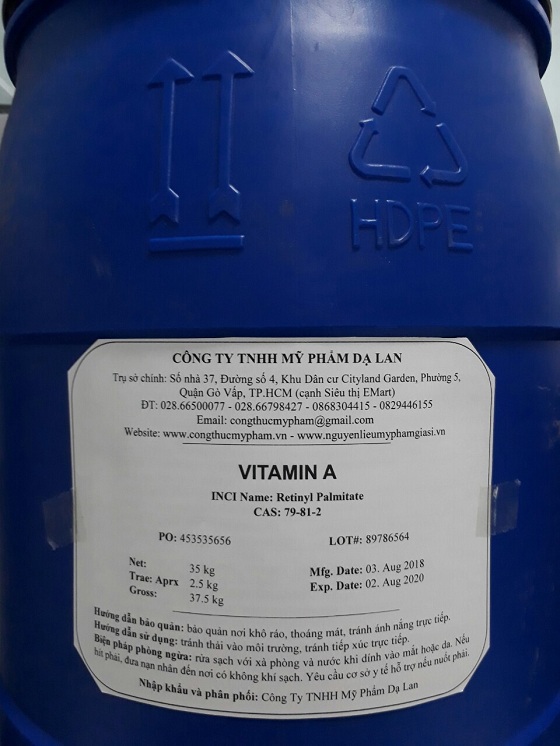 HDPE
CÔNG TY TNHH MỸ PHẨM DẠ LAN
Trụ sở chính: Số nhà 37, Đường số 4, Khu Dân cư Cityland Garden, Phường 5,
Quận Gò Vấp, TP.HCM (cạnh Siêu thị EMart)
ĐT: 028.66500077 - 028.66798427 - 0868304415 - 0829446155
Email: congthucmypham@gmail.com
Website: www.congthucmypham.vn - www.nguyenlieumyphamgiasi.vn
VITAMIN A
INCI Name: Retinyl Palmitate
CAS: 79-81-2
PO: 453535656 LOT#: 89786564
Net: 35 kg Mfg. Date: 03. Aug 2018
Trae: Aprx 2.5 kg Exp. Date: 02. Aug 2020
Gross: 37.5 kg
Hướng dẫn bảo quản: bảo quản nơi khô ráo, thoáng mát, tránh ánh nắng trực tiếp.
Hướng dẫn sử dụng: tránh thải vào môi trường, tránh tiếp xúc trực tiếp.
Biện pháp phòng ngừa: rửa sạch với xà phòng và nước khi dính vào mắt hoặc da. Nếu
hít phải, đưa nạn nhân đến nơi có không khí sạch. Yêu cầu cơ sở y tế hỗ trợ nếu nuốt phải.
Nhập khẩu và phân phối: Công Ty TNHH Mỹ Phẩm Dạ Lan